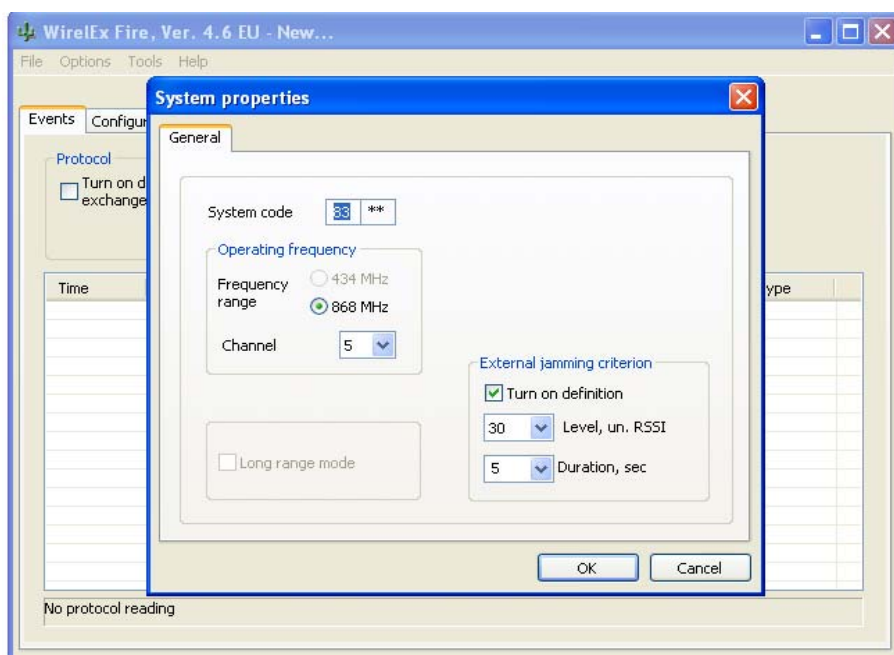 WirelEx Fire, Ver. 4.6 EU - New...
File Options Tools Help
System properties
Events Configur
General
Protocol
Turn on d
exchange
System code 83 **
Operating frequency
Frequency range
434 MHz
868 MHz
Channel 5
Time
ype
External jamming criterion
Turn on definition
30 Level, un. RSSI
5 Duration, sec
Long range mode
OK Cancel
No protocol reading